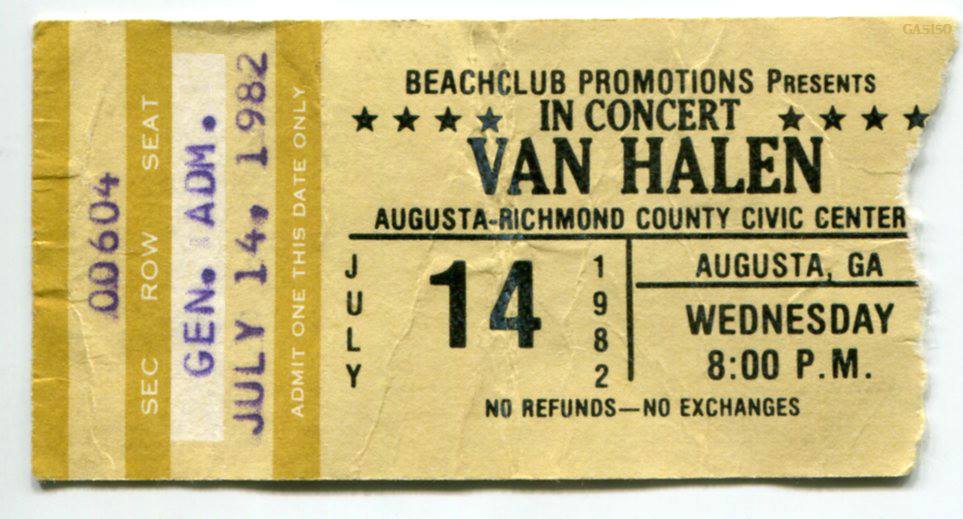 GA5150
00604
SEC ROW SEAT
GEN. ADM.
JULY 14, 1982
ADMIT ONE THIS DATE ONLY
BEACHCLUB PROMOTIONS PRESENTS
★★★★ IN CONCERT ★★★★
VAN HALEN
AUGUSTA-RICHMOND COUNTY CIVIC CENTER
JULY
14
1982
AUGUSTA, GA
WEDNESDAY
8:00 P.M.
NO REFUNDS—NO EXCHANGES